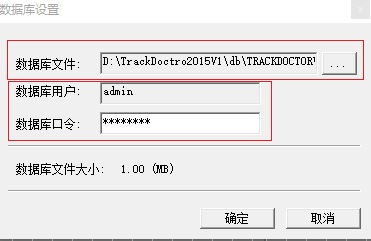 数据库设置
数据库文件: D:\TrackDoctro2015V1\db\TRACKDOCTOR ...
数据库用户: admin
数据库口令: ********
数据库文件大小: 1.00 (MB)
确定 取消